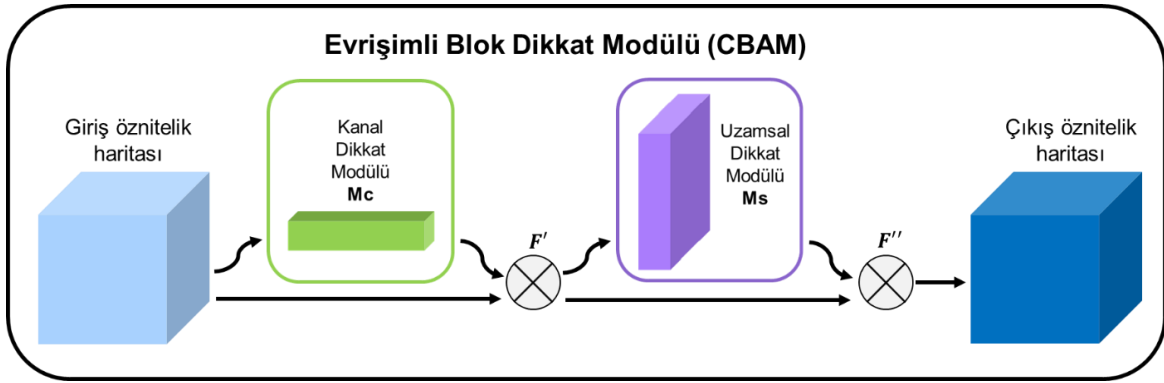 Evrişimli Blok Dikkat Modülü (CBAM)
Giriş öznitelik
haritası
Kanal
Dikkat
Modülü
Mc
F'
Uzamsal
Dikkat
Modülü
Ms
F''
Çıkış öznitelik
haritası